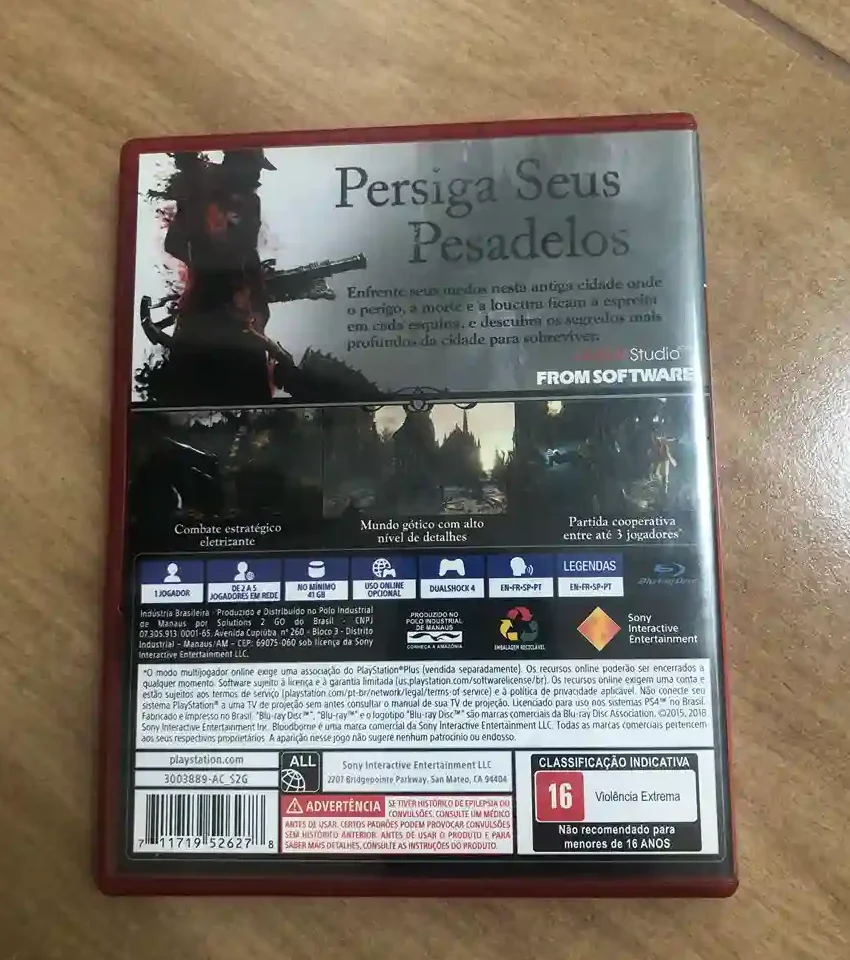 Persiga Seus
Pesadelos
Enfrente seus medos nesta antiga cidade onde
o perigo, a morte e a loucura ficam à espreita
em cada esquina, e descubra os segredos mais
profundos da cidade para sobreviver.
Studio
FROMSOFTWARE
Combate estratégico
eletrizante
Mundo gótico com alto
nível de detalhes
Partida cooperativa
entre até 3 jogadores*
1 JOGADOR
DE 2 A 5
JOGADORES EM REDE
NO MÍNIMO
41 GB
USO ONLINE
OPCIONAL
DUALSHOCK 4
EN-FR-SP-PT
LEGENDAS
EN-FR-SP-PT
Blu-ray Disc
Indústria Brasileira - Produzido e Distribuído no Polo Industrial
de Manaus por Solutions 2 GO do Brasil - CNPJ
07.305.913 0001-65, Avenida Cupiúba, nº 260 - Bloco 3 - Distrito
Industrial - Manaus/AM - CEP: 69075-060 sob licença da Sony
Interactive Entertainment LLC.
PRODUZIDO NO
POLO INDUSTRIAL
DE MANAUS
CONHEÇA A AMAZÔNIA
EMBALAGEM RECICLÁVEL
Sony
Interactive
Entertainment
*O modo multijogador online exige uma associação do PlayStation®Plus (vendida separadamente). Os recursos online poderão ser encerrados a
qualquer momento. Software sujeito à licença e à garantia limitada (us.playstation.com/softwarelicense/br). Os recursos online exigem uma conta e
estão sujeitos aos termos de serviço (playstation.com/pt-br/network/legal/terms-of-service) e à política de privacidade aplicável. Não conecte seu
sistema PlayStation® a uma TV de projeção sem antes consultar o manual de sua TV de projeção. Licenciado para uso nos sistemas PS4™ no Brasil.
Fabricado e impresso no Brasil. "Blu-ray Disc™", "Blu-ray™" e o logotipo "Blu-ray Disc™" são marcas comerciais da Blu-ray Disc Association. ©2015, 2018
Sony Interactive Entertainment Inc. Bloodborne é uma marca comercial da Sony Interactive Entertainment LLC. Todas as marcas comerciais pertencem
aos seus respectivos proprietários. A aparição nesse jogo não sugere nenhum patrocínio ou endosso.
playstation.com
3003889-AC_S2G
ALL
Sony Interactive Entertainment LLC
2207 Bridgepointe Parkway, San Mateo, CA 94404
7 11719 52627 8
ADVERTÊNCIA SE TIVER HISTÓRICO DE EPILEPSIA OU
CONVULSÕES, CONSULTE UM MÉDICO
ANTES DE USAR. CERTOS PADRÕES PODEM PROVOCAR CONVULSÕES
SEM HISTÓRICO ANTERIOR. ANTES DE USAR O PRODUTO E PARA
SABER MAIS DETALHES, CONSULTE AS INSTRUÇÕES DO PRODUTO.
CLASSIFICAÇÃO INDICATIVA
16
Violência Extrema
Não recomendado para
menores de 16 ANOS